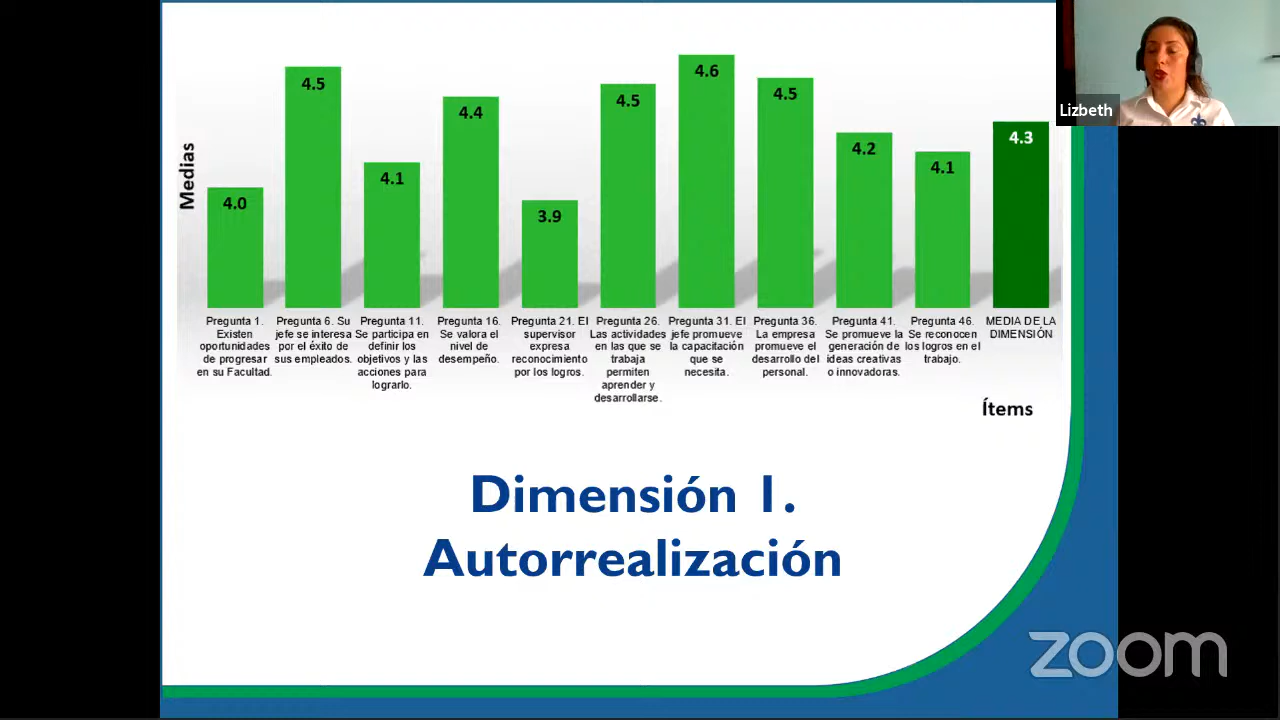 Medias
4.0
4.5
4.1
4.4
3.9
4.5
4.6
4.5
4.2
4.1
4.3
Pregunta 1.
Existen
oportunidades
de progresar
en su Facultad.
Pregunta 6. Su
jefe se interesa
por el éxito de
sus empleados.
Pregunta 11.
Se participa en
definir los
objetivos y las
acciones para
lograrlo.
Pregunta 16.
Se valora el
nivel de
desempeño.
Pregunta 21. El
supervisor
expresa
reconocimiento
por los logros.
Pregunta 26.
Las actividades
en las que se
trabaja
permiten
aprender y
desarrollarse.
Pregunta 31. El
jefe promueve
la capacitación
que se
necesita.
Pregunta 36.
La empresa
promueve el
desarrollo del
personal.
Pregunta 41.
Se promueve la
generación de
ideas creativas
o innovadoras.
Pregunta 46.
Se reconocen
los logros en el
trabajo.
MEDIA DE LA
DIMENSIÓN
Ítems
Dimensión 1.
Autorrealización
Lizbeth
zoom